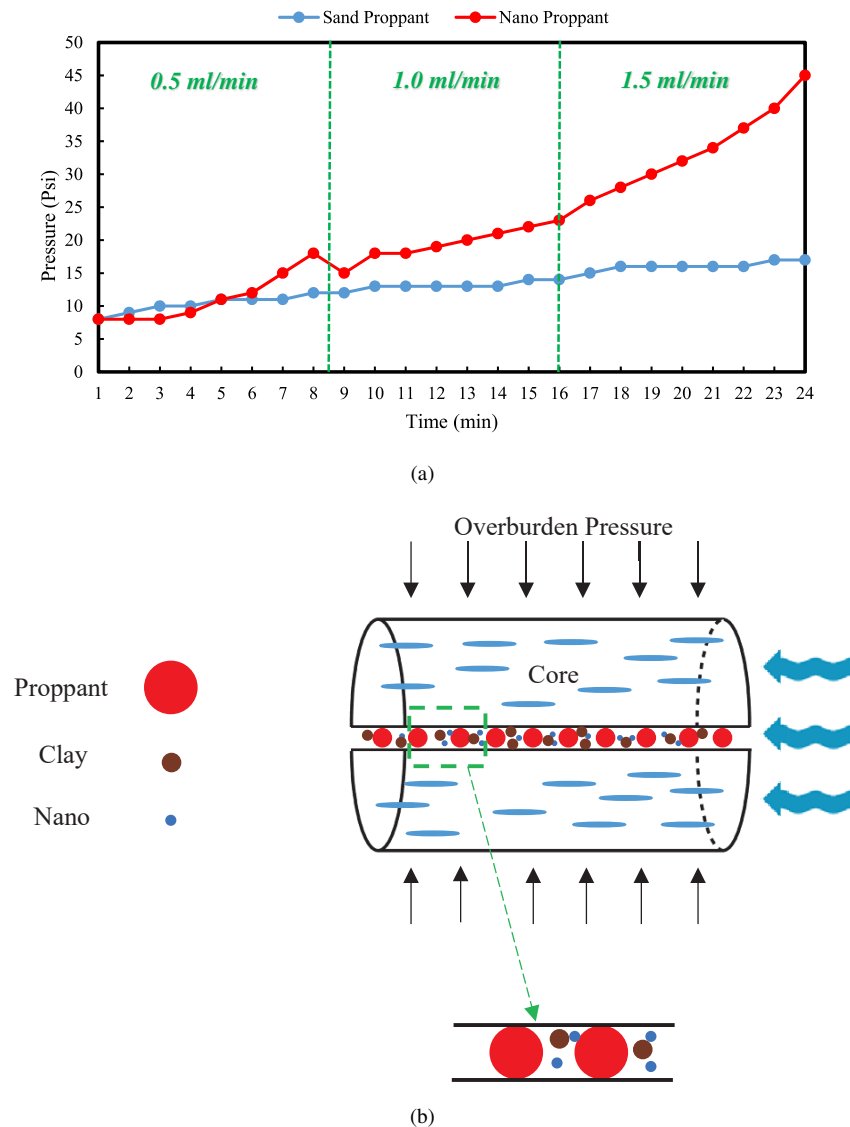 Sand Proppant Nano Proppant
50
45
40
35
30
25
20
15
10
5
0
Pressure (Psi)
0.5 ml/min 1.0 ml/min 1.5 ml/min
1 2 3 4 5 6 7 8 9 10 11 12 13 14 15 16 17 18 19 20 21 22 23 24
Time (min)
(a)
Overburden Pressure
Core
Proppant
Clay
Nano
(b)